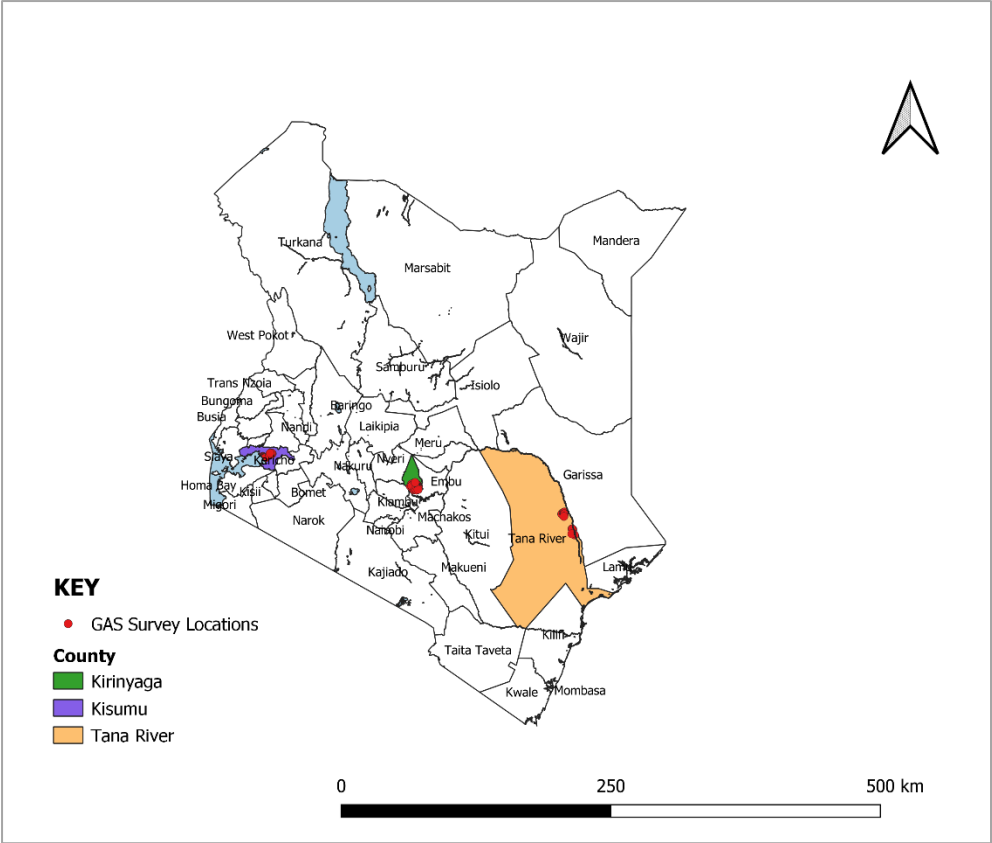 Mandera
Turkana
Marsabit
West Pokot
Wajir
Samburu
Isiolo
Trans Nzoia
Bungoma
Baringo
Busia
Nandi
Laikipia
Meru
Siaya
Kericho
Nyeri
Nakuru
Garissa
Embu
Homa Bay
Kisii
Bomet
Kiambu
Migori
Narok
Machakos
Nairobi
Kitui
Tana River
Kajiado
Makueni
Lamu
KEY
GAS Survey Locations
Kilifi
County
Taita Taveta
Kirinyaga
Kwale
Mombasa
Kisumu
Tana River
0
250
500 km